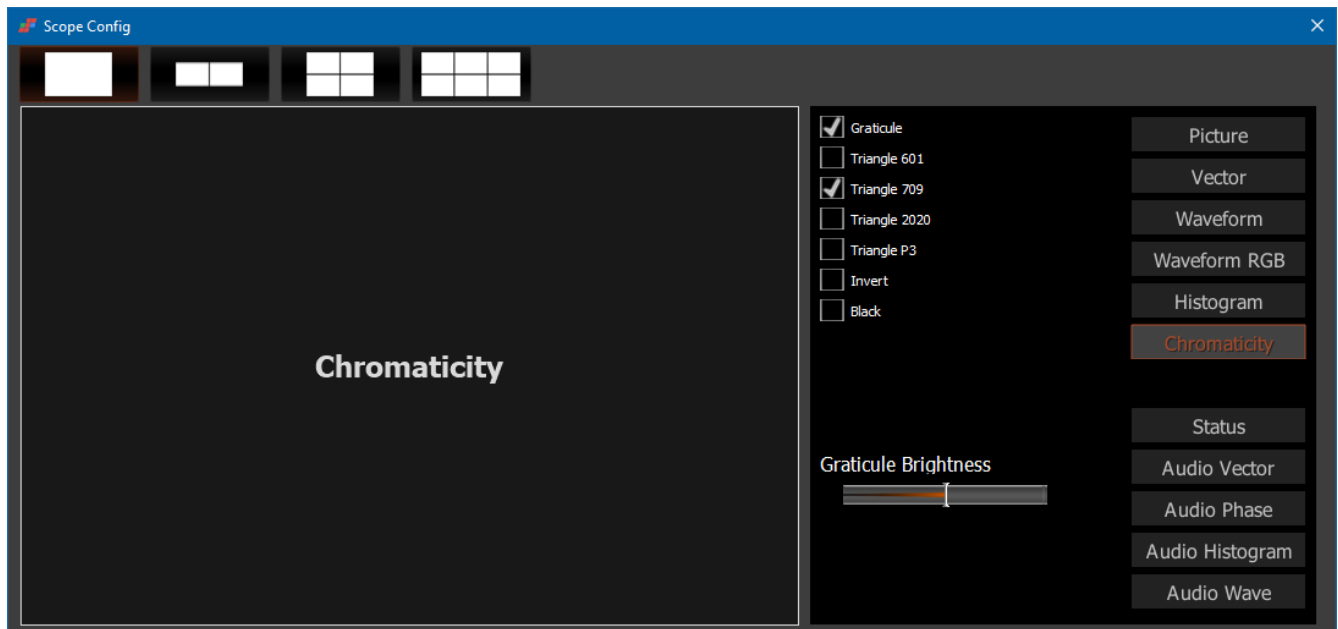 Scope Config
Chromaticity
Graticule
Triangle 601
Triangle 709
Triangle 2020
Triangle P3
Invert
Black
Graticule Brightness
Picture
Vector
Waveform
Waveform RGB
Histogram
Chromaticity
Status
Audio Vector
Audio Phase
Audio Histogram
Audio Wave